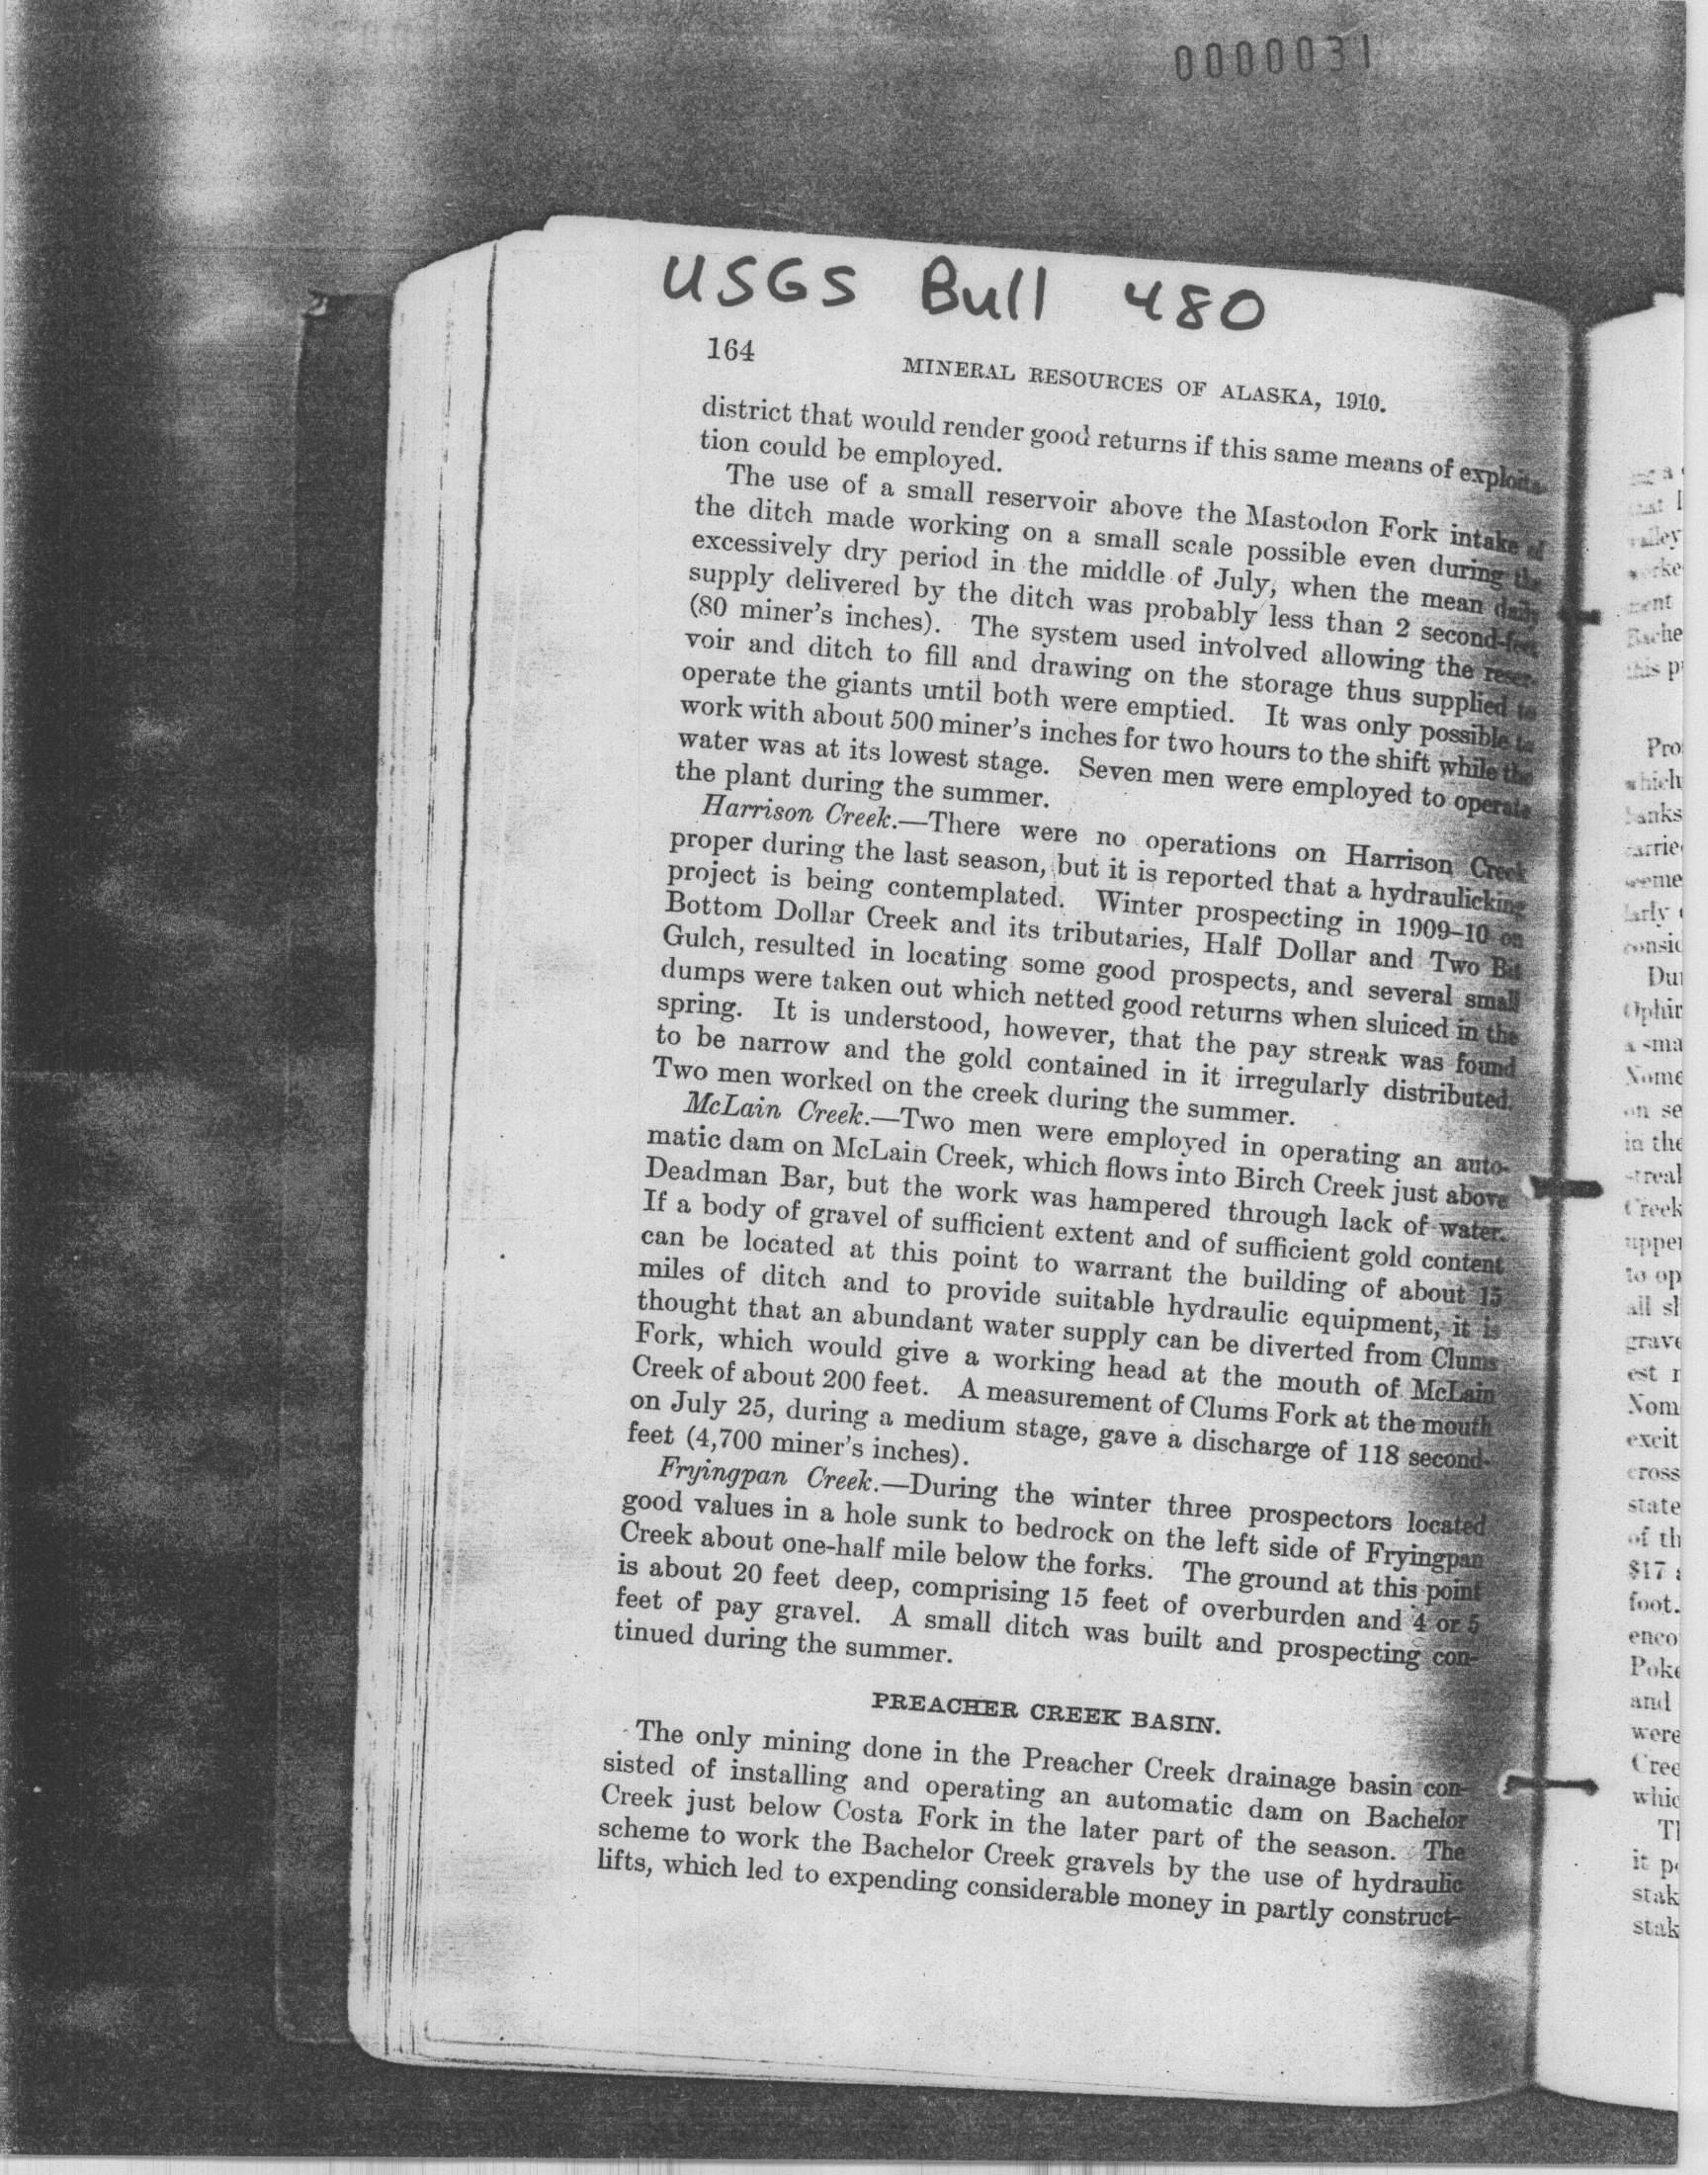 0000031
USGS Bull 480
164 MINERAL RESOURCES OF ALASKA, 1910.
district that would render good returns if this same means of exploita-
tion could be employed.
The use of a small reservoir above the Mastodon Fork intake of
the ditch made working on a small scale possible even during the
excessively dry period in the middle of July, when the mean daily
supply delivered by the ditch was probably less than 2 second-feet
(80 miner's inches). The system used involved allowing the reser-
voir and ditch to fill and drawing on the storage thus supplied to
operate the giants until both were emptied. It was only possible to
work with about 500 miner's inches for two hours to the shift while the
water was at its lowest stage. Seven men were employed to operate
the plant during the summer.
Harrison Creek.—There were no operations on Harrison Creek
proper during the last season, but it is reported that a hydraulicking
project is being contemplated. Winter prospecting in 1909–10 on
Bottom Dollar Creek and its tributaries, Half Dollar and Two Bit
Gulch, resulted in locating some good prospects, and several small
dumps were taken out which netted good returns when sluiced in the
spring. It is understood, however, that the pay streak was found
to be narrow and the gold contained in it irregularly distributed.
Two men worked on the creek during the summer.
McLain Creek.—Two men were employed in operating an auto-
matic dam on McLain Creek, which flows into Birch Creek just above
Deadman Bar, but the work was hampered through lack of water.
If a body of gravel of sufficient extent and of sufficient gold content
can be located at this point to warrant the building of about 15
miles of ditch and to provide suitable hydraulic equipment, it is
thought that an abundant water supply can be diverted from Clums
Fork, which would give a working head at the mouth of McLain
Creek of about 200 feet. A measurement of Clums Fork at the mouth
on July 25, during a medium stage, gave a discharge of 118 second-
feet (4,700 miner's inches).
Fryingpan Creek.—During the winter three prospectors located
good values in a hole sunk to bedrock on the left side of Fryingpan
Creek about one-half mile below the forks. The ground at this point
is about 20 feet deep, comprising 15 feet of overburden and 4 or 5
feet of pay gravel. A small ditch was built and prospecting con-
tinued during the summer.
PREACHER CREEK BASIN.
The only mining done in the Preacher Creek drainage basin con-
sisted of installing and operating an automatic dam on Bachelor
Creek just below Costa Fork in the later part of the season. The
scheme to work the Bachelor Creek gravels by the use of hydraulic
lifts, which led to expending considerable money in partly construct-